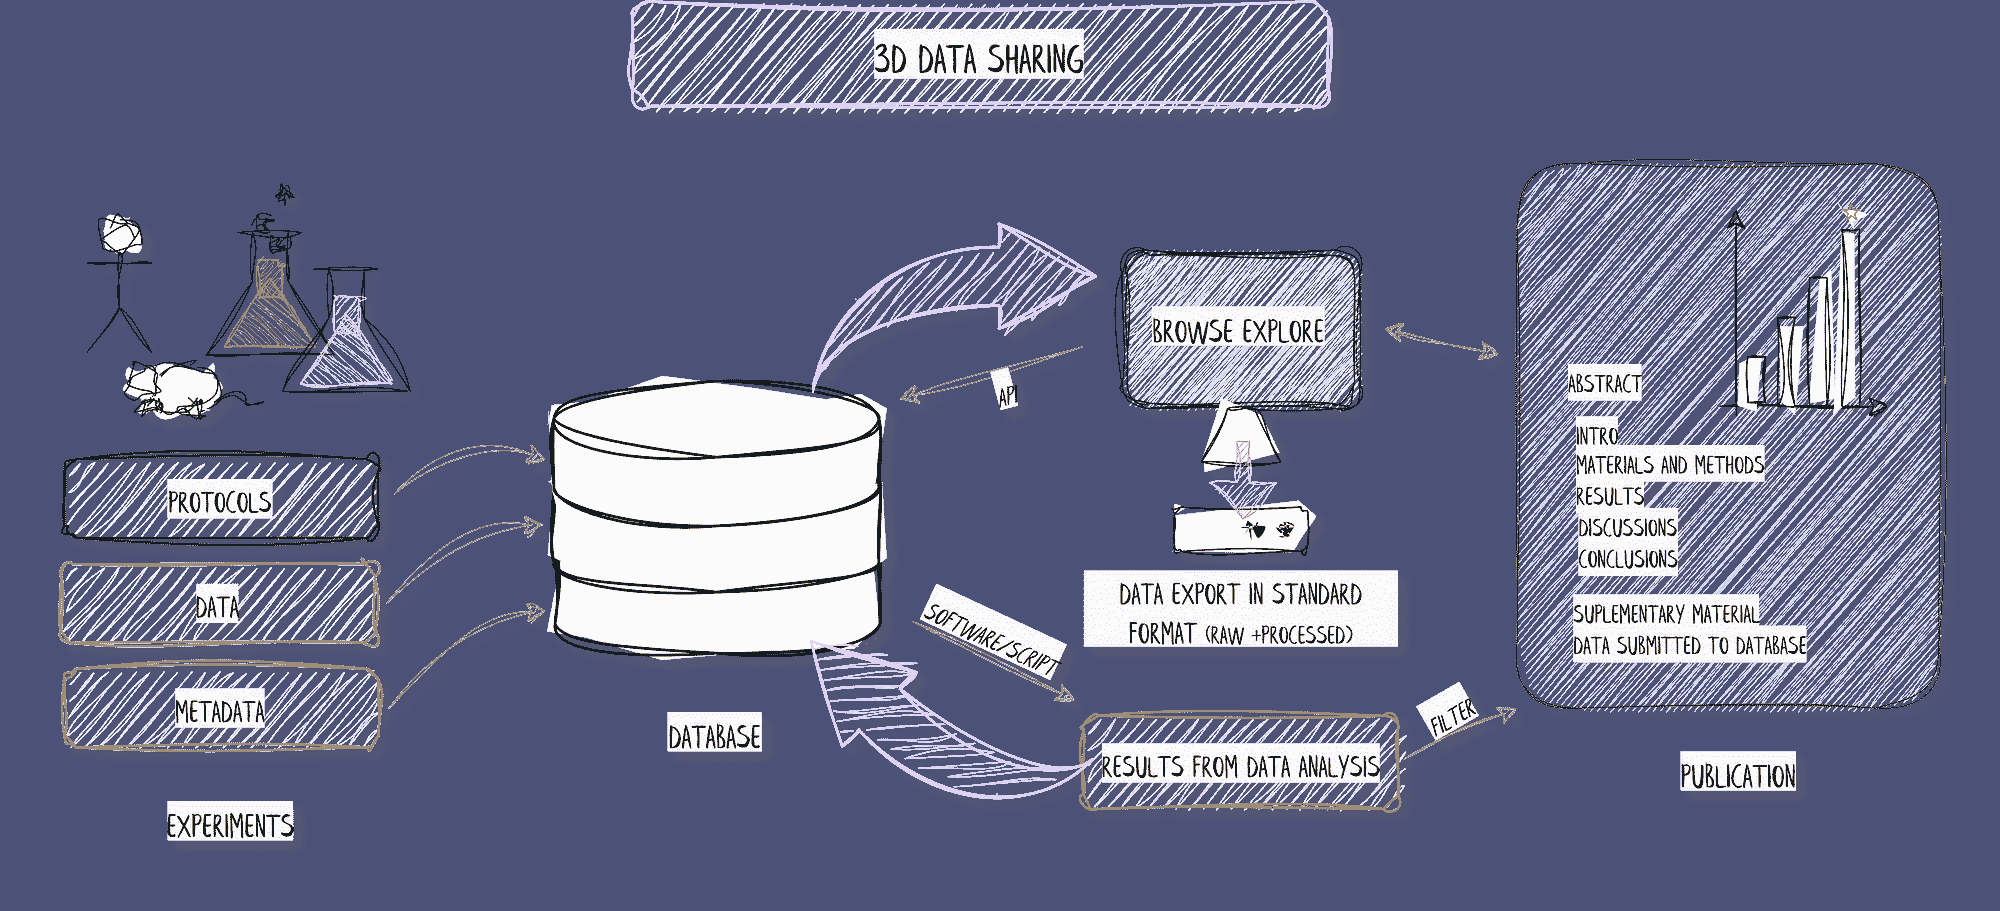 3D DATA SHARING
PROTOCOLS
DATA
METADATA
EXPERIMENTS
DATABASE
API
BROWSE EXPLORE
DATA EXPORT IN STANDARD
FORMAT (RAW +PROCESSED)
SOFTWARE/SCRIPT
RESULTS FROM DATA ANALYSIS
FILTER
ABSTRACT
INTRO
MATERIALS AND METHODS
RESULTS
DISCUSSIONS
CONCLUSIONS
SUPLEMENTARY MATERIAL
DATA SUBMITTED TO DATABASE
PUBLICATION